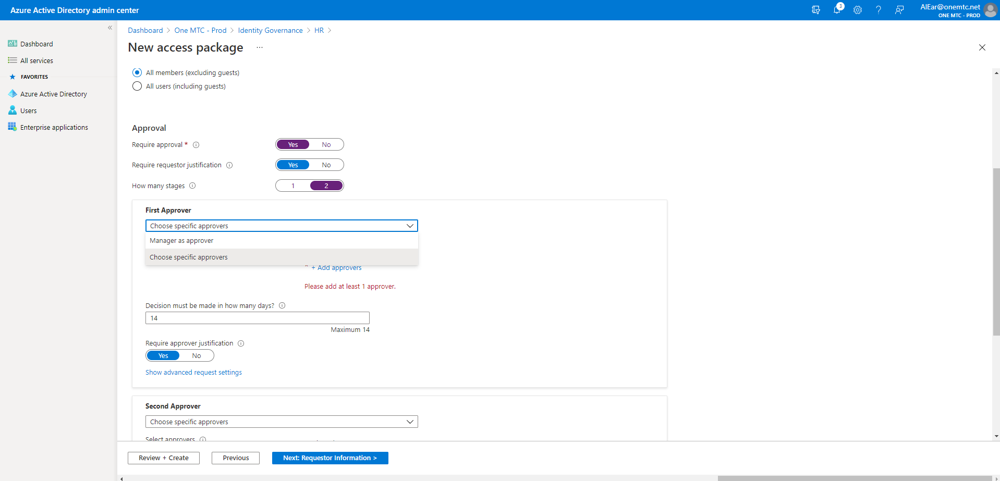 Azure Active Directory admin center
3
AlEar@onemtc.net
ONE MTC - PROD
Dashboard
All services
FAVORITES
Azure Active Directory
Users
Enterprise applications
Dashboard > One MTC - Prod > Identity Governance > HR >
New access package ...
All members (excluding guests)
All users (including guests)
Approval
Require approval * Yes No
Require requestor justification Yes No
How many stages 1 2
First Approver
Choose specific approvers
Manager as approver
Choose specific approvers
* + Add approvers
Please add at least 1 approver.
Decision must be made in how many days?
14
Maximum 14
Require approver justification
Yes No
Show advanced request settings
Second Approver
Choose specific approvers
Select approvers
Review + Create Previous Next: Requestor Information >